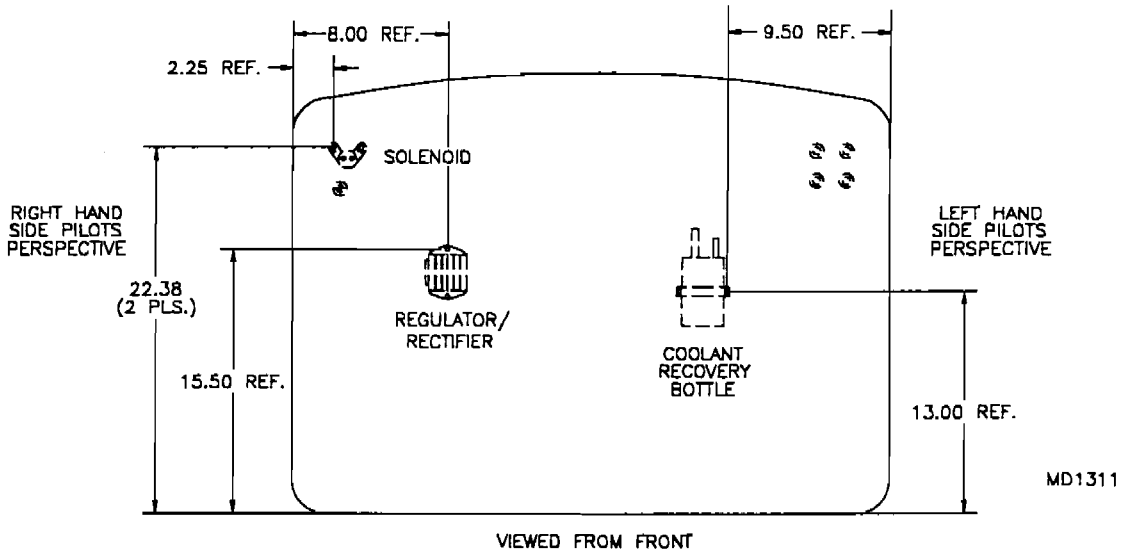 8.00 REF.
9.50 REF.
2.25 REF.
SOLENOID
RIGHT HAND
SIDE PILOTS
PERSPECTIVE
LEFT HAND
SIDE PILOTS
PERSPECTIVE
22.38
(2 PLS.)
REGULATOR/
RECTIFIER
COOLANT
RECOVERY
BOTTLE
15.50 REF.
13.00 REF.
MD1311
VIEWED FROM FRONT